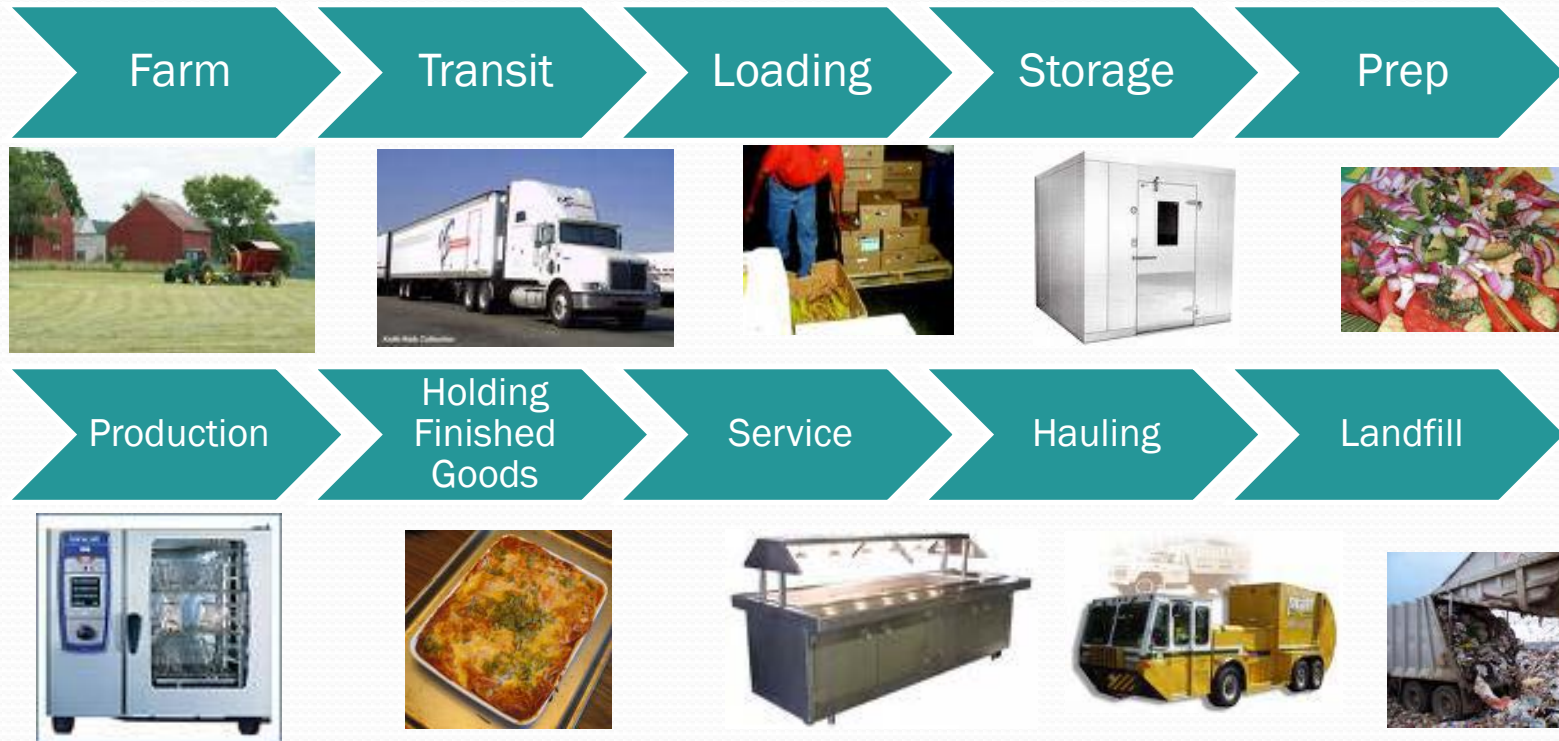 Farm
Transit
Loading
Storage
Prep
Production
Holding
Finished
Goods
Service
Hauling
Landfill